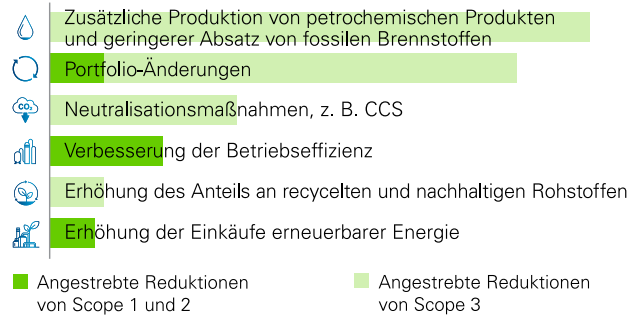 Zusätzliche Produktion von petrochemischen Produkten
und geringerer Absatz von fossilen Brennstoffen
Portfolio-Änderungen
CO₂
Neutralisationsmaßnahmen, z. B. CCS
Verbesserung der Betriebseffizienz
Erhöhung des Anteils an recycelten und nachhaltigen Rohstoffen
Erhöhung der Einkäufe erneuerbarer Energie
Angestrebte Reduktionen
von Scope 1 und 2
Angestrebte Reduktionen
von Scope 3